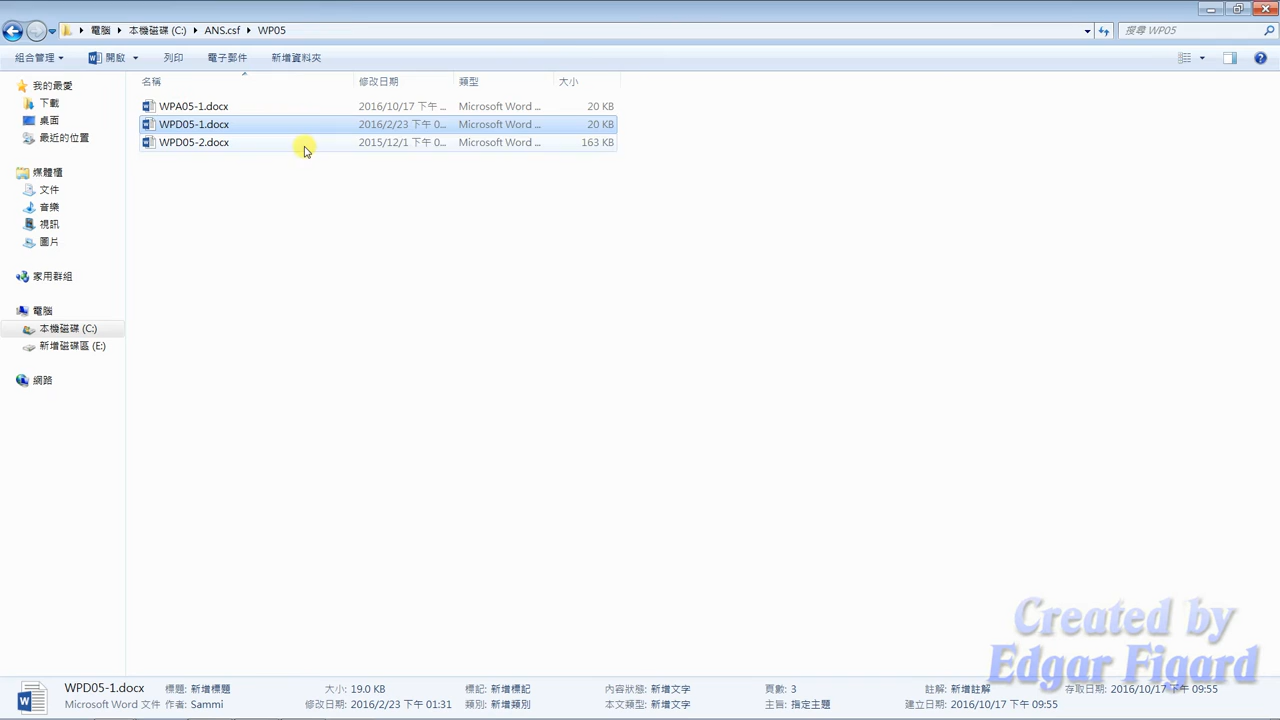 電腦 本機磁碟 (C:) ANS.csf WP05 搜尋 WP05
組合管理 開啟 列印 電子郵件 新增資料夾
名稱 修改日期 類型 大小
WPA05-1.docx 2016/10/17 下午 ... Microsoft Word ... 20 KB
WPD05-1.docx 2016/2/23 下午 0... Microsoft Word ... 20 KB
WPD05-2.docx 2015/12/1 下午 0... Microsoft Word ... 163 KB
我的最愛
下載
桌面
最近的位置
媒體櫃
文件
音樂
視訊
圖片
家用群組
電腦
本機磁碟 (C:)
新增磁碟區 (E:)
網路
Created by
Edgar Figard
WPD05-1.docx 標題: 新增標題 大小: 19.0 KB 標記: 新增標記 內容狀態: 新增文字 頁數: 3 註解: 新增註解 存取日期: 2016/10/17 下午 09:55
Microsoft Word 文件 作者: Sammi 修改日期: 2016/2/23 下午 01:31 類別: 新增類別 本文類型: 新增文字 主旨: 指定主題 建立日期: 2016/10/17 下午 09:55